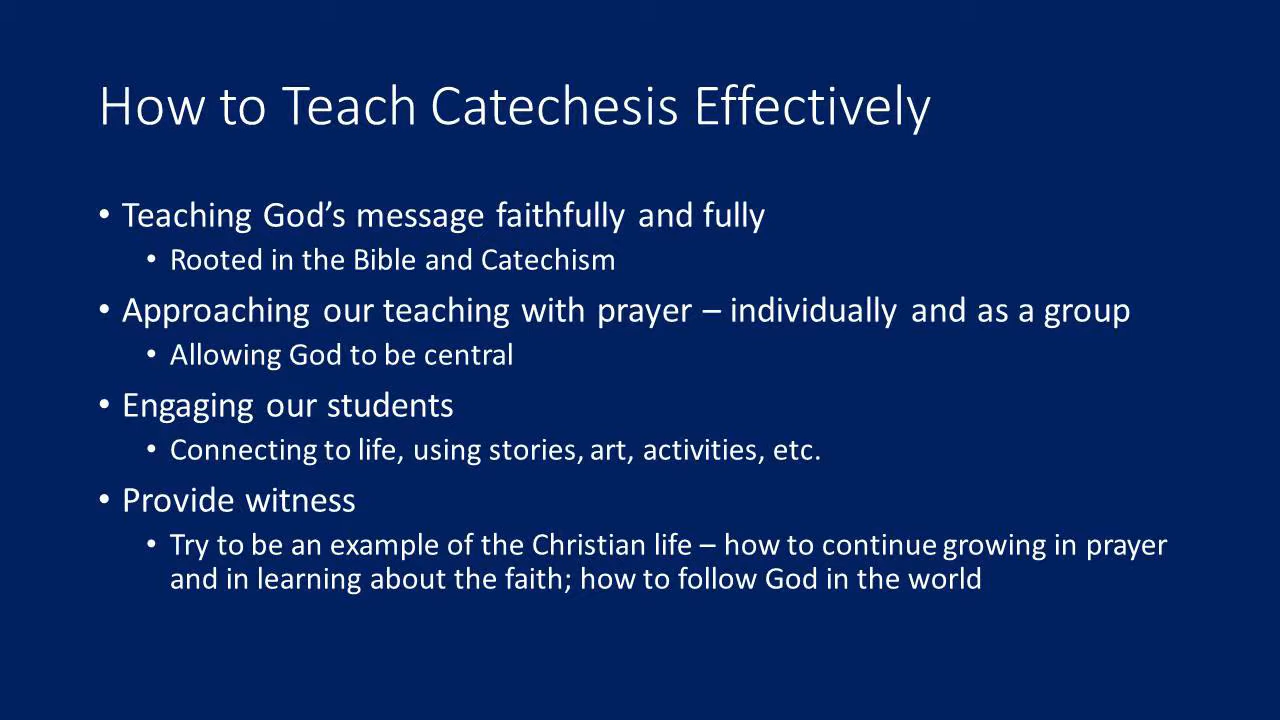 How to Teach Catechesis Effectively
• Teaching God’s message faithfully and fully
• Rooted in the Bible and Catechism
• Approaching our teaching with prayer – individually and as a group
• Allowing God to be central
• Engaging our students
• Connecting to life, using stories, art, activities, etc.
• Provide witness
• Try to be an example of the Christian life – how to continue growing in prayer
and in learning about the faith; how to follow God in the world